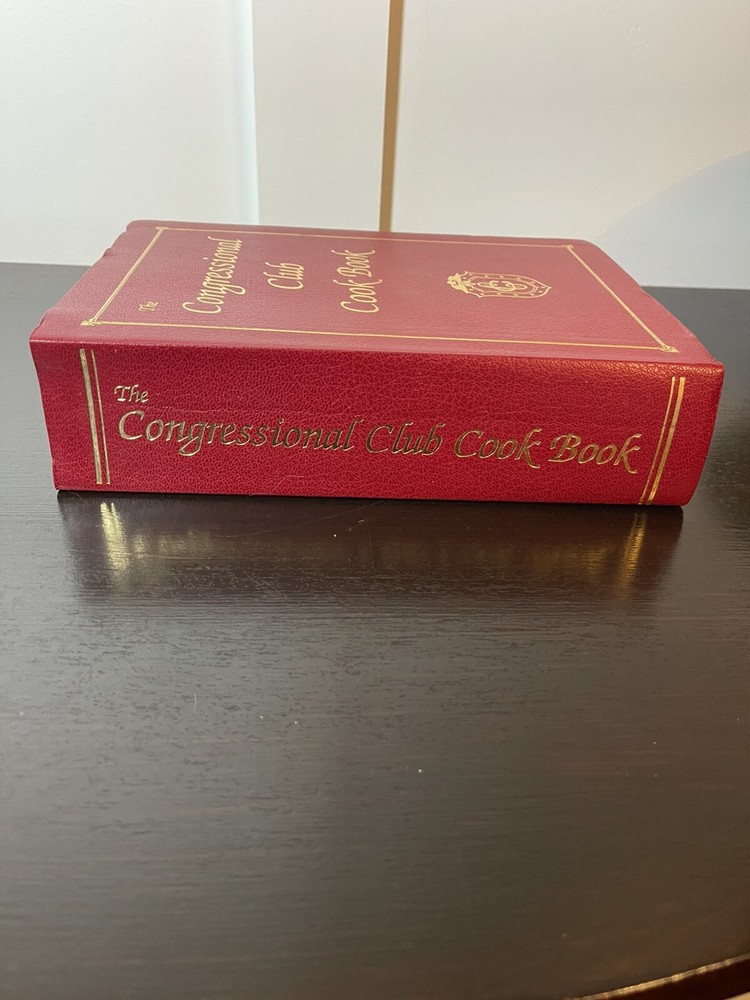 The
Congressional
Club
Cook Book
The
Congressional Club Cook Book